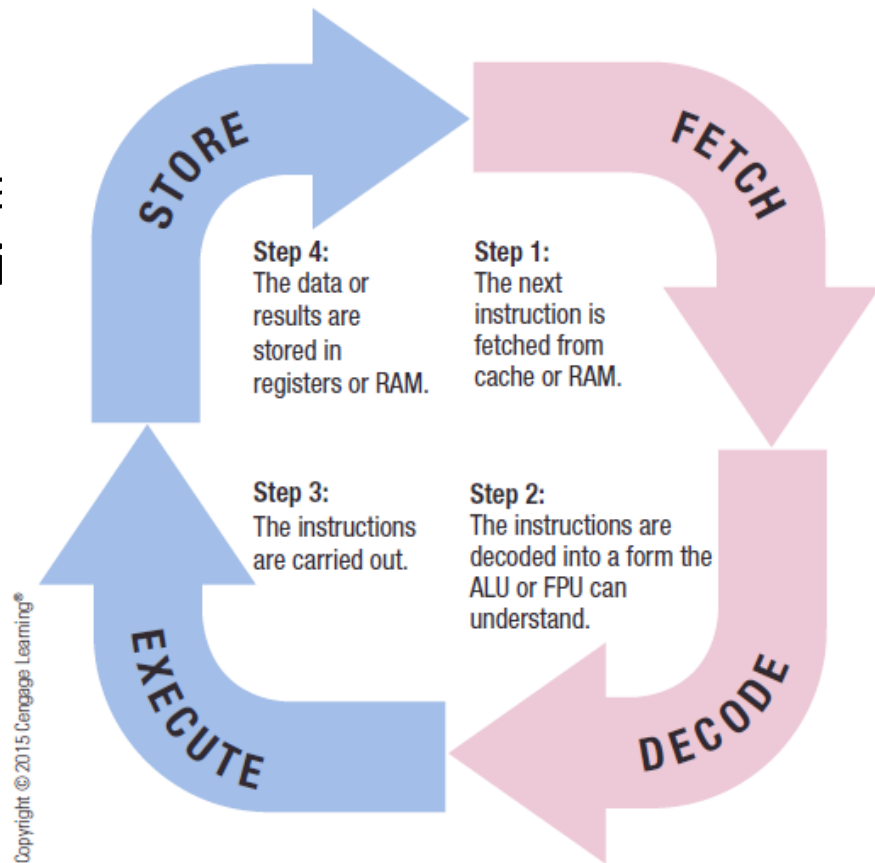 STORE
FETCH
Step 4:
The data or
results are
stored in
registers or RAM.
Step 1:
The next
instruction is
fetched from
cache or RAM.
Step 3:
The instructions
are carried out.
Step 2:
The instructions are
decoded into a form the
ALU or FPU can
understand.
EXECUTE
DECODE
Copyright © 2015 Cengage Learning®